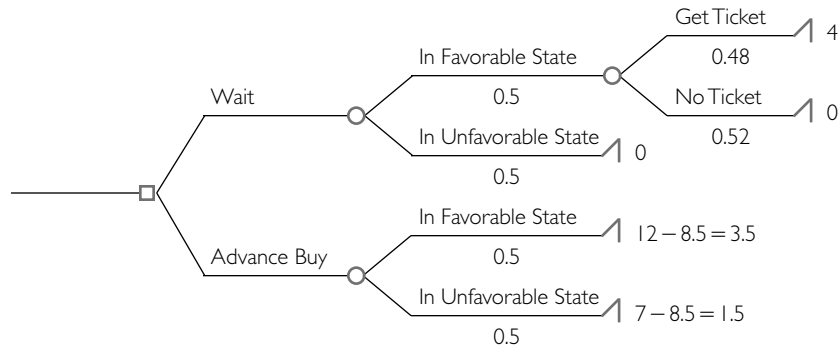 Get Ticket
4
0.48
In Favorable State
0.5
No Ticket
0
0.52
Wait
In Unfavorable State
0
0.5
In Favorable State
12 – 8.5 = 3.5
0.5
Advance Buy
In Unfavorable State
7 – 8.5 = 1.5
0.5